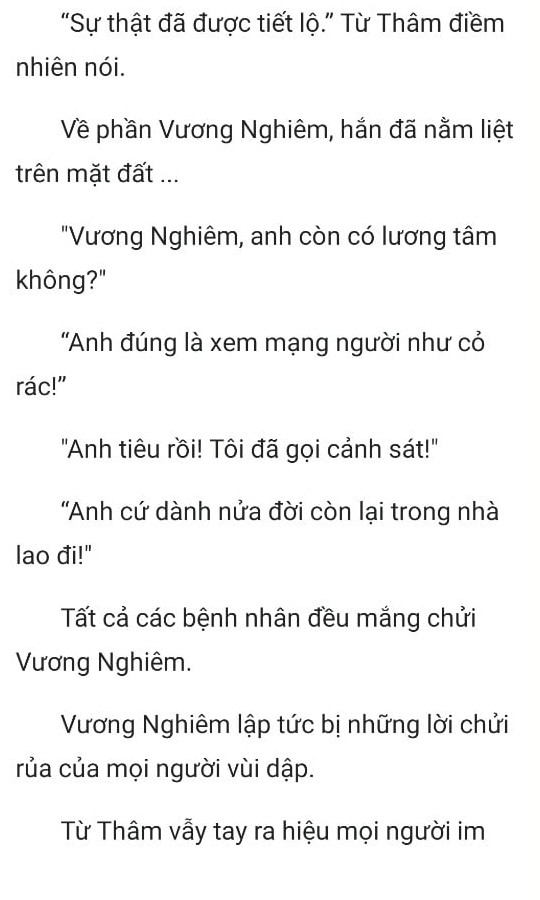 “Sự thật đã được tiết lộ.” Từ Thâm điềm
nhiên nói.
Về phần Vương Nghiêm, hắn đã nằm liệt
trên mặt đất ...
"Vương Nghiêm, anh còn có lương tâm
không?"
“Anh đúng là xem mạng người như cỏ
rác!”
"Anh tiêu rồi! Tôi đã gọi cảnh sát!"
“Anh cứ dành nửa đời còn lại trong nhà
lao đi!"
Tất cả các bệnh nhân đều mắng chửi
Vương Nghiêm.
Vương Nghiêm lập tức bị những lời chửi
rủa của mọi người vùi dập.
Từ Thâm vẫy tay ra hiệu mọi người im